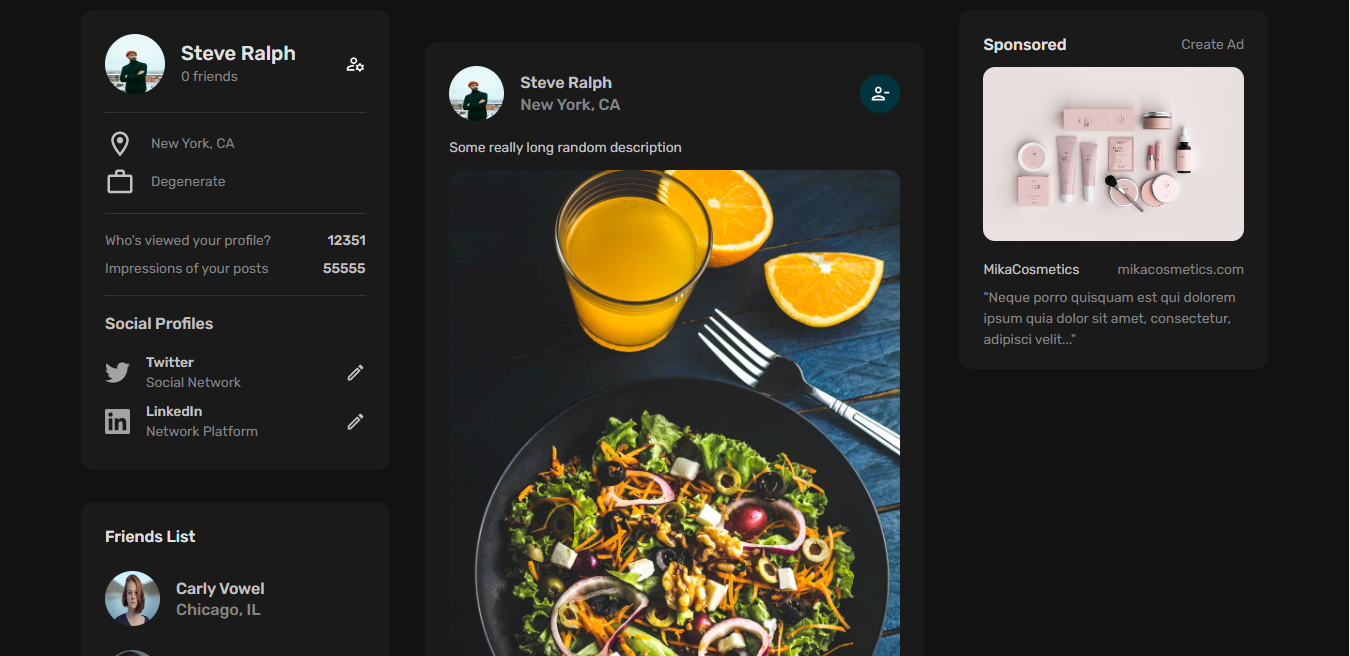 Steve Ralph
0 friends
New York, CA
Degenerate
Who's viewed your profile? 12351
Impressions of your posts 55555
Social Profiles
Twitter
Social Network
LinkedIn
Network Platform
Friends List
Carly Vowel
Chicago, IL
Steve Ralph
New York, CA
Some really long random description
Sponsored Create Ad
MikaCosmetics mikacosmetics.com
"Neque porro quisquam est qui dolorem
ipsum quia dolor sit amet, consectetur,
adipisci velit..."